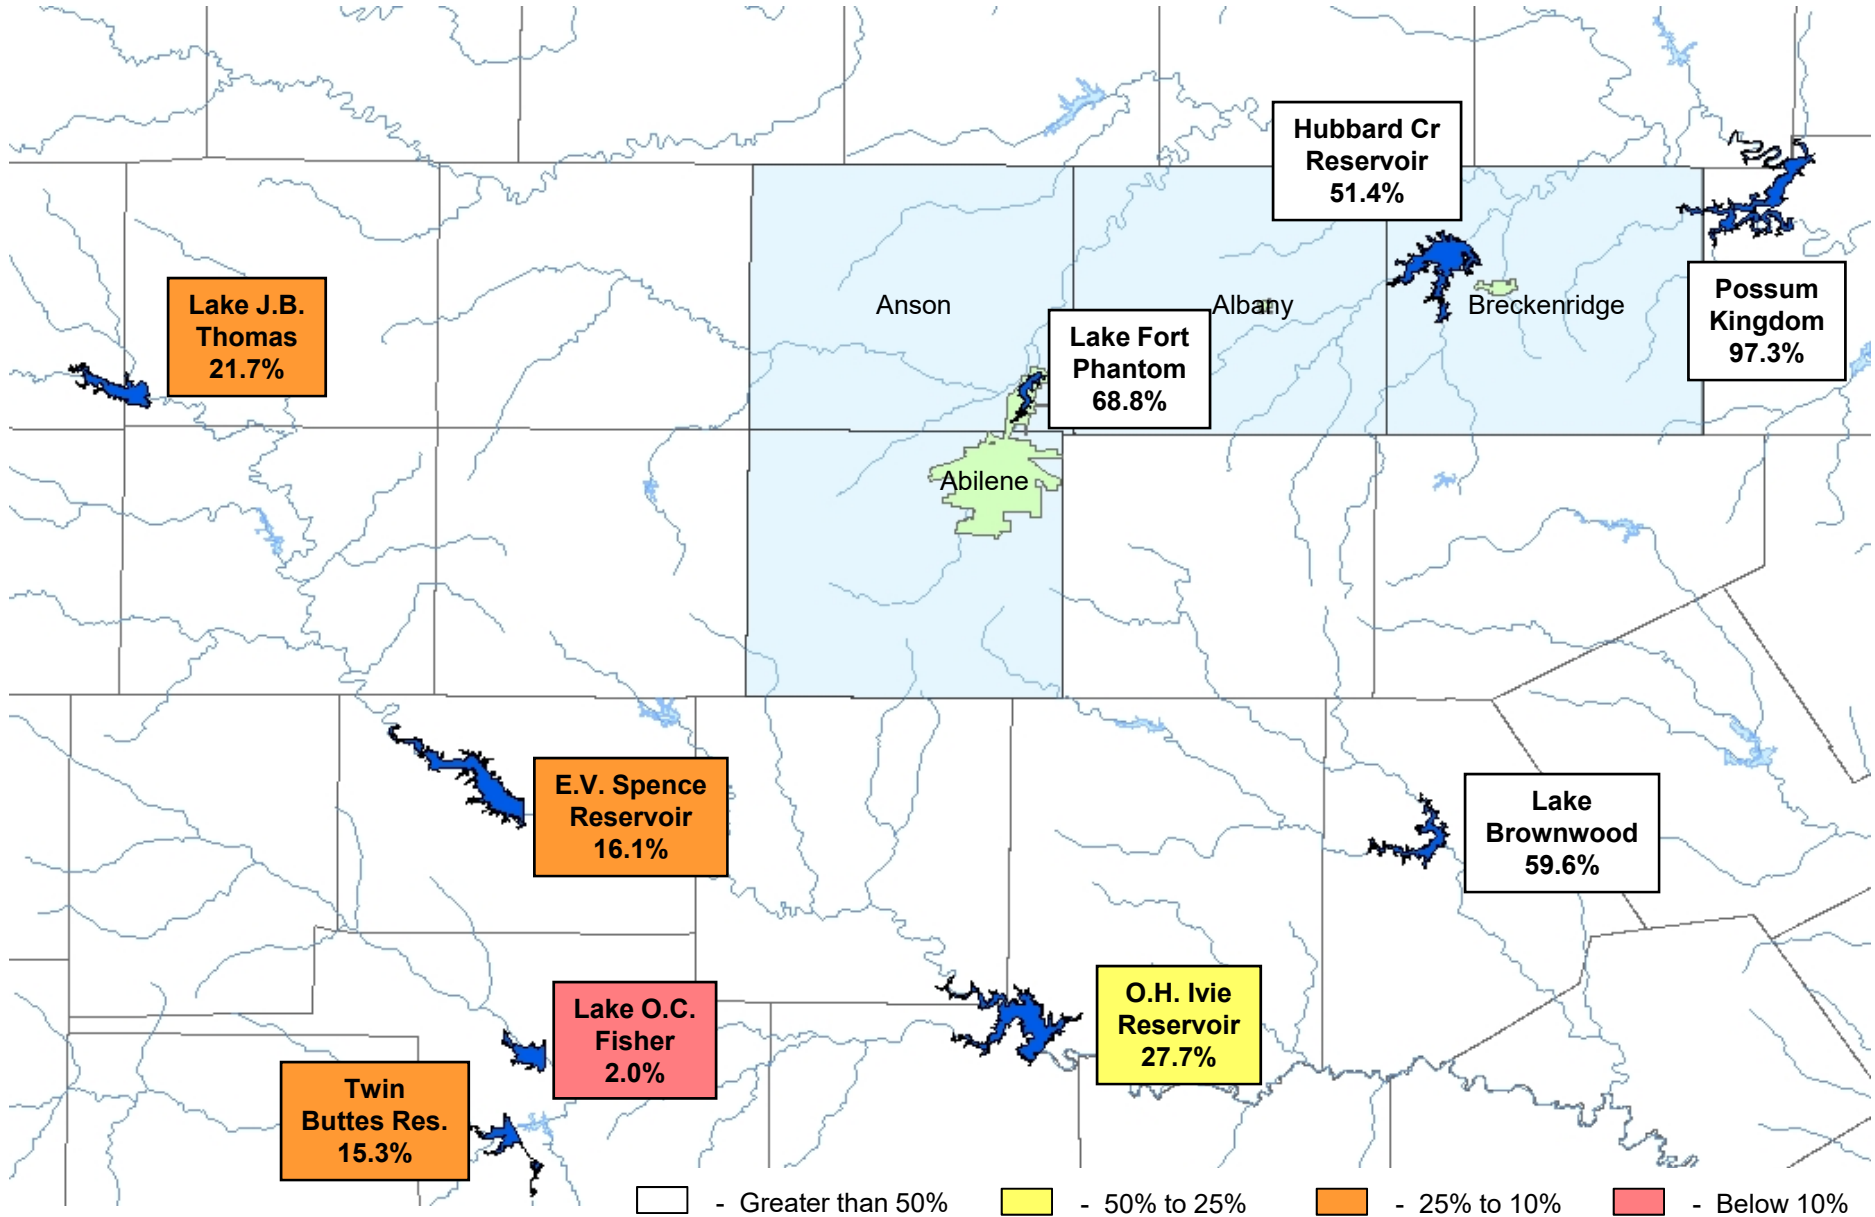 Hubbard Cr
Reservoir
51.4%
Possum
Kingdom
97.3%
Lake J.B.
Thomas
21.7%
Anson
Albany
Breckenridge
Lake Fort
Phantom
68.8%
Abilene
E.V. Spence
Reservoir
16.1%
Lake
Brownwood
59.6%
Lake O.C.
Fisher
2.0%
O.H. Ivie
Reservoir
27.7%
Twin
Buttes Res.
15.3%
- Greater than 50%
- 50% to 25%
- 25% to 10%
- Below 10%